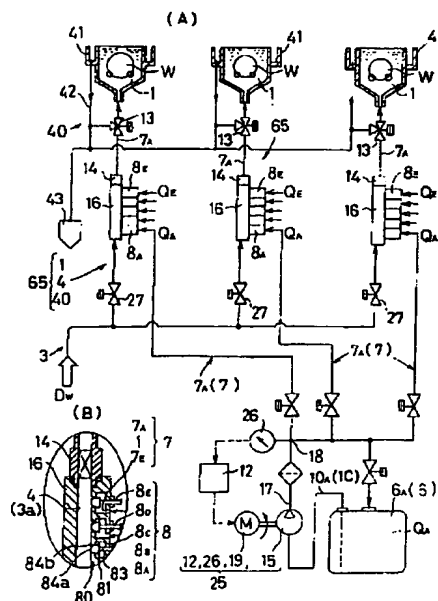 (A)
41
41
4
W
W
W
1
1
1
42
40
13
13
13
65
7A
7A
7A
14
14
14
8E
8E
8E
QE
QE
QE
16
16
16
43
QA
QA
QA
8A
8A
8A
65 { 1 4 40
27
27
27
3
DW
7A(7)
7A(7)
(B)
26
18
7A
14
1
7
7E
16
12
17
10A(1C)
6A(6)
4
8E
(3a)
8D
8C
8
8B
8A
M
QA
84b
84a
83
81
80
12,26,19,
15
25